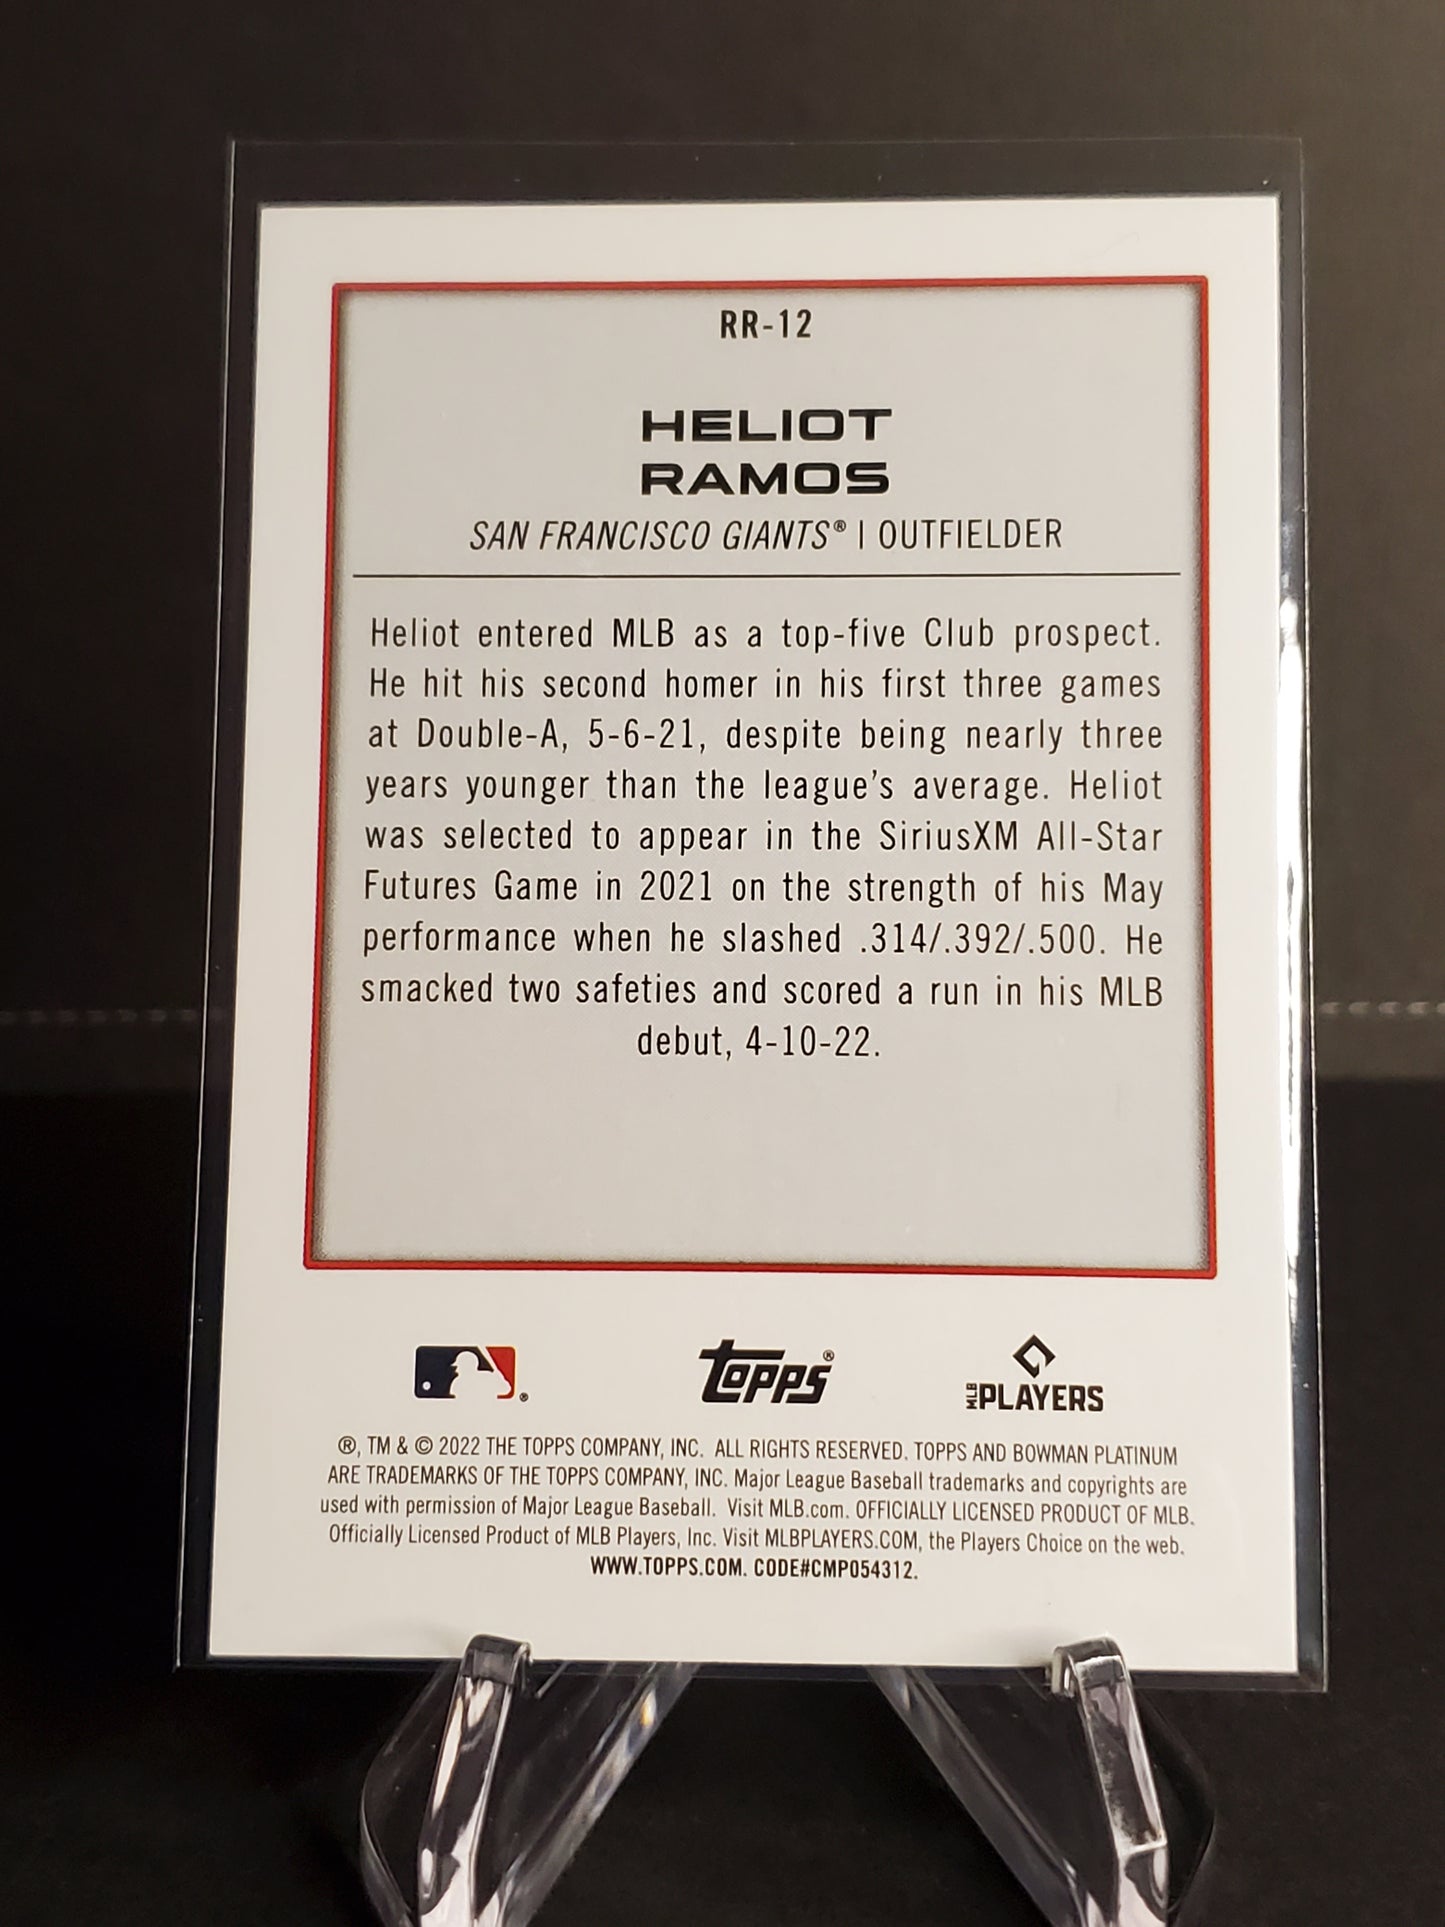 RR-12
HELIOT
RAMOS
SAN FRANCISCO GIANTS® | OUTFIELDER
Heliot entered MLB as a top-five Club prospect.
He hit his second homer in his first three games
at Double-A, 5-6-21, despite being nearly three
years younger than the league's average. Heliot
was selected to appear in the SiriusXM All-Star
Futures Game in 2021 on the strength of his May
performance when he slashed .314/.392/.500. He
smacked two safeties and scored a run in his MLB
debut, 4-10-22.
®
topps®
MLB PLAYERS
®, TM & © 2022 THE TOPPS COMPANY, INC. ALL RIGHTS RESERVED. TOPPS AND BOWMAN PLATINUM
ARE TRADEMARKS OF THE TOPPS COMPANY, INC. Major League Baseball trademarks and copyrights are
used with permission of Major League Baseball. Visit MLB.com. OFFICIALLY LICENSED PRODUCT OF MLB.
Officially Licensed Product of MLB Players, Inc. Visit MLBPLAYERS.COM, the Players Choice on the web.
WWW.TOPPS.COM. CODE#CMP054312.